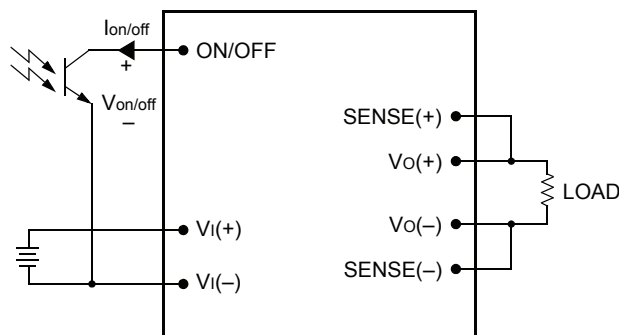 Ion/off
+
ON/OFF
Von/off
–
SENSE(+)
VO(+)
LOAD
VI(+)
VO(–)
VI(–)
SENSE(–)